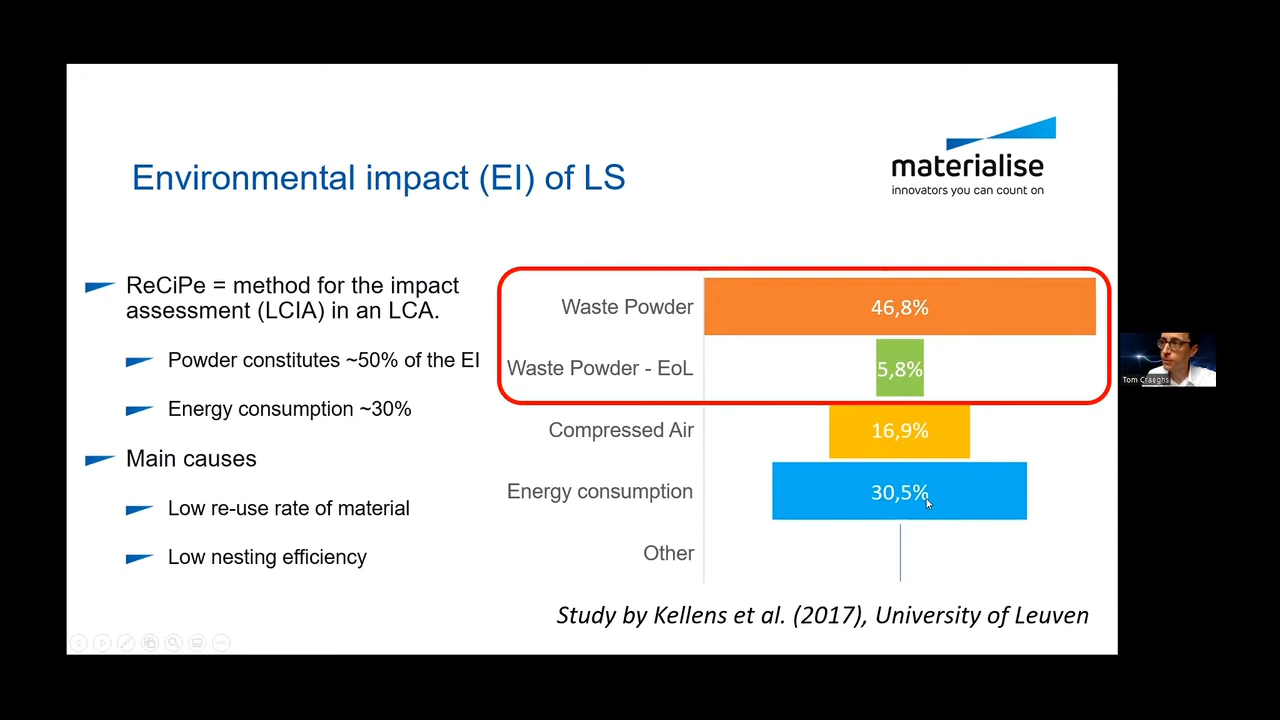 materialise
innovators you can count on
Environmental impact (EI) of LS
ReCiPe = method for the impact
assessment (LCIA) in an LCA.
Powder constitutes ~50% of the EI
Energy consumption ~30%
Main causes
Low re-use rate of material
Low nesting efficiency
Waste Powder 46,8%
Waste Powder - EoL 5,8%
Compressed Air 16,9%
Energy consumption 30,5%
Other
Study by Kellens et al. (2017), University of Leuven
Tom Craeghs